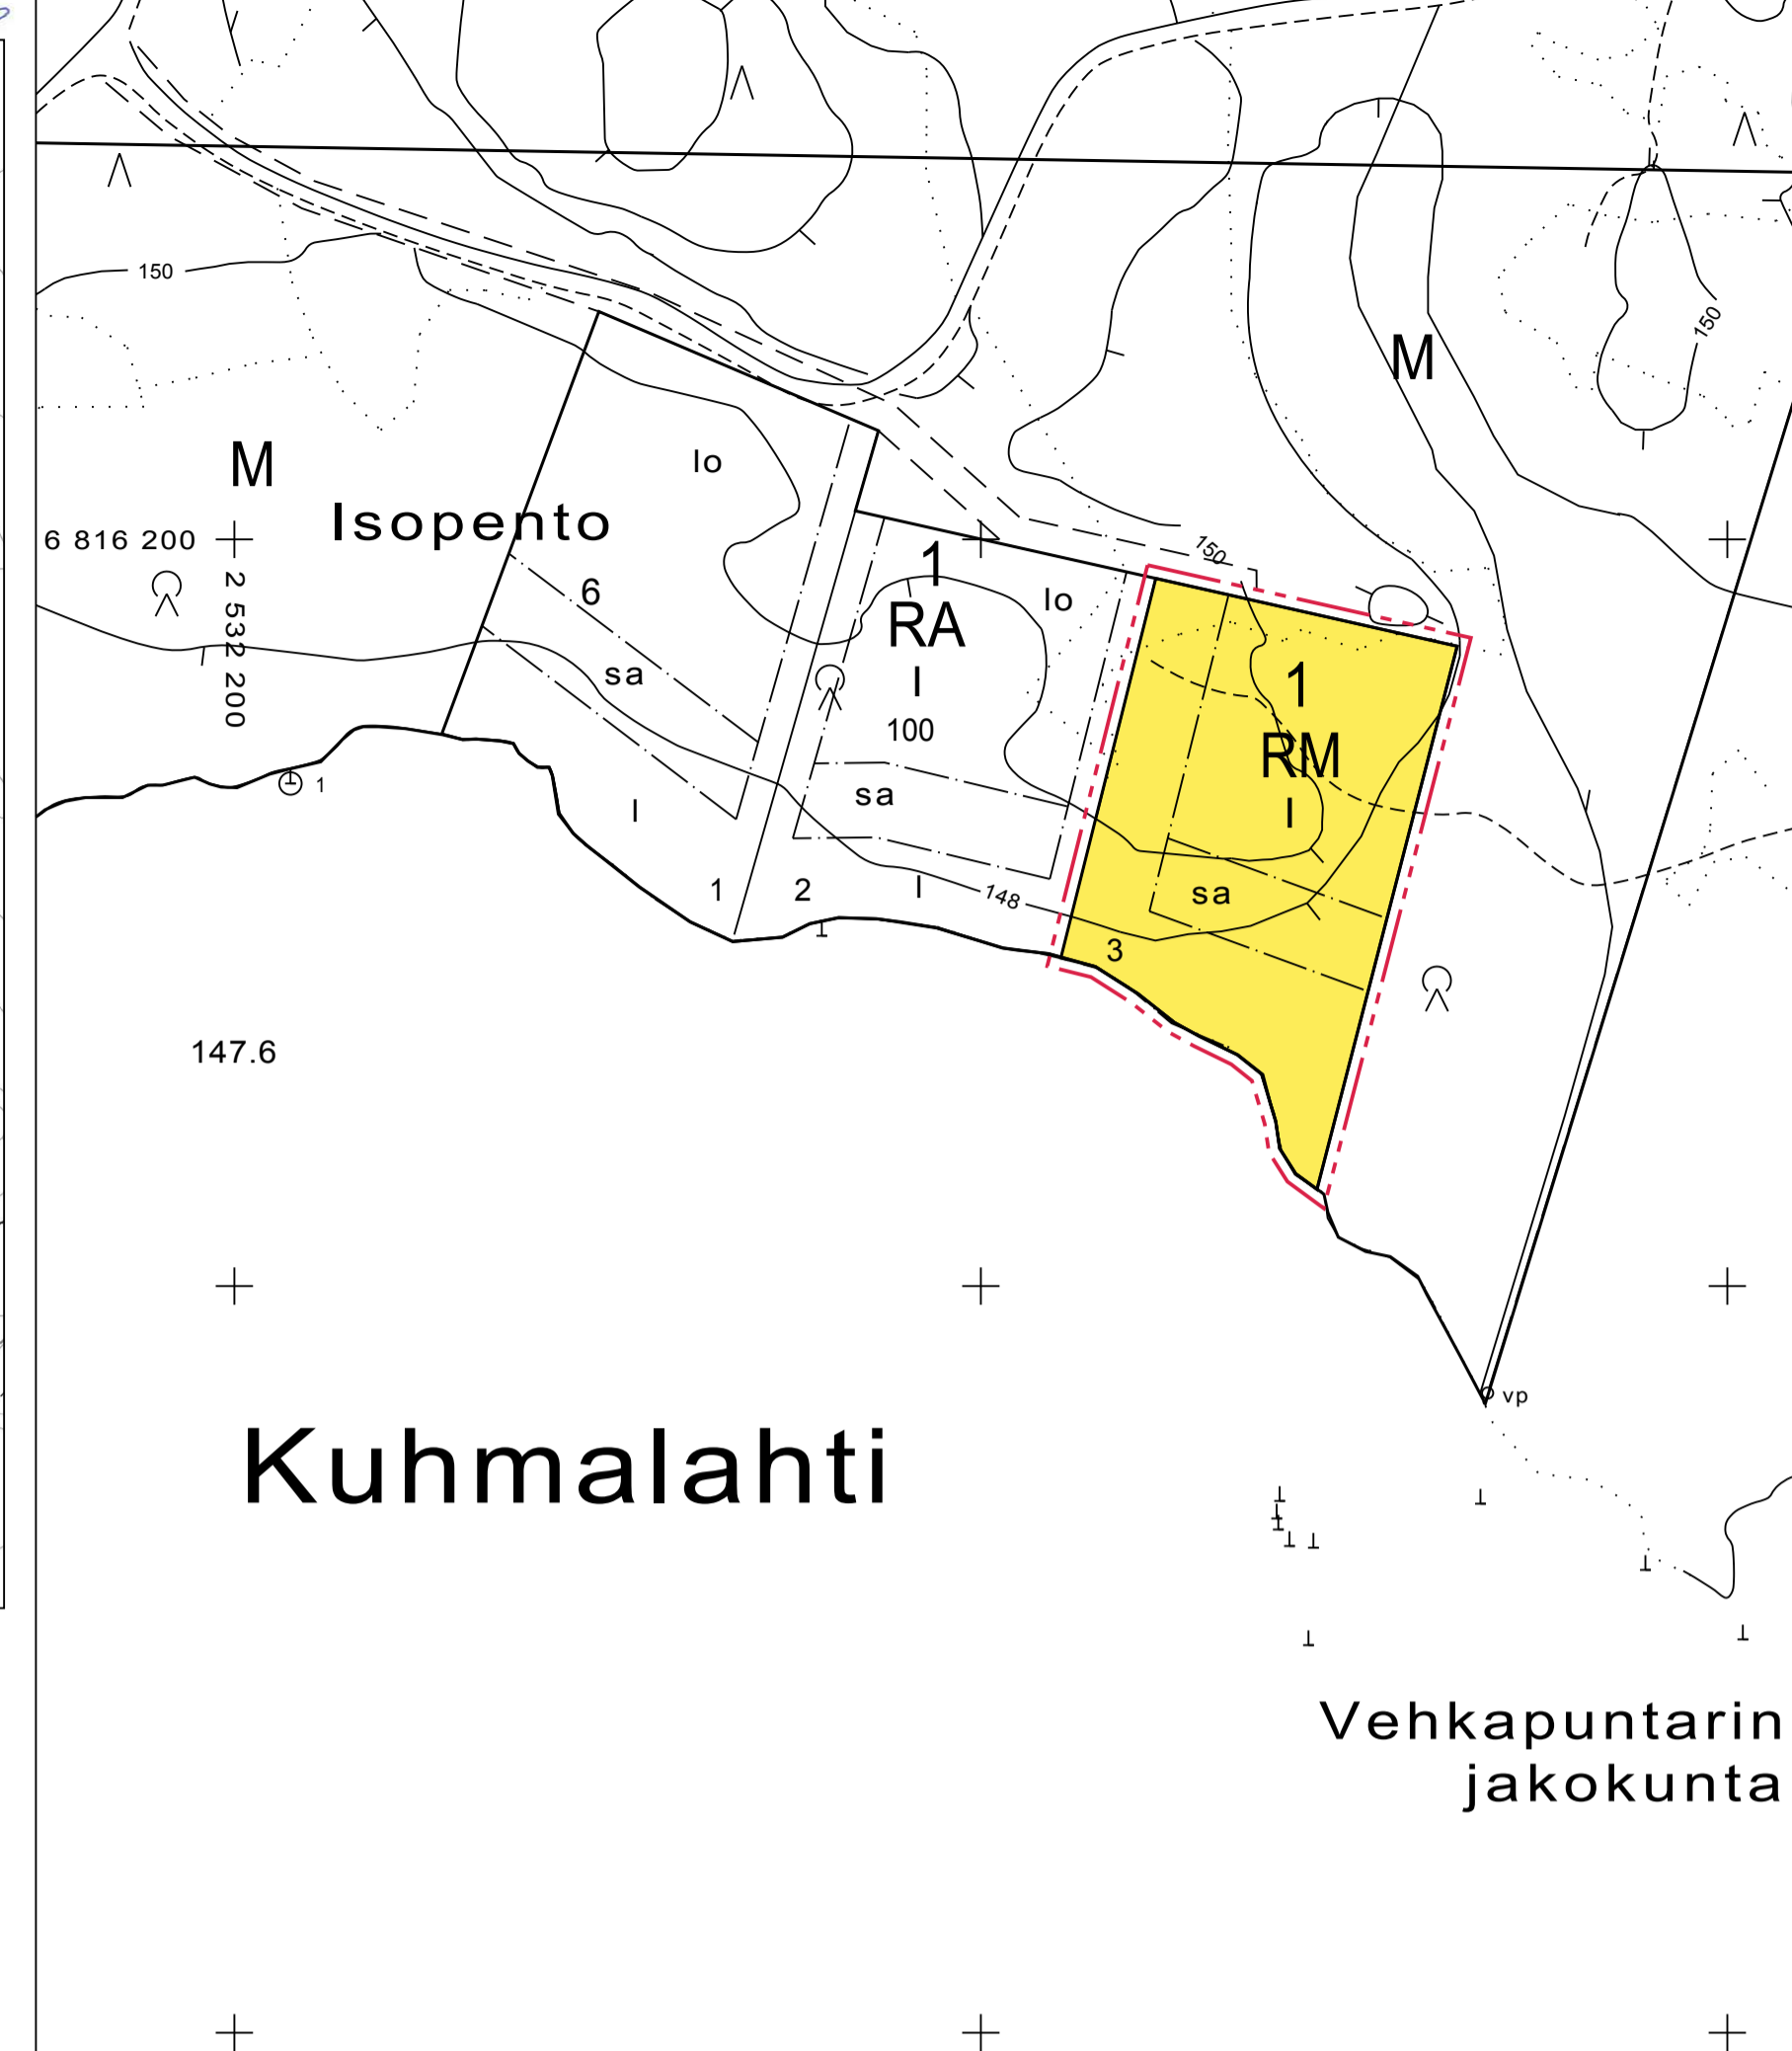 150
150
M
M
lo
Isopento
6 816 200
2 532 200
150
6
1
RA
I
100
lo
sa
1
RM
I
1
I
sa
sa
1
2
I
148
3
147.6
vp
Kuhmalahti
Vehkapuntarin
jakokunta